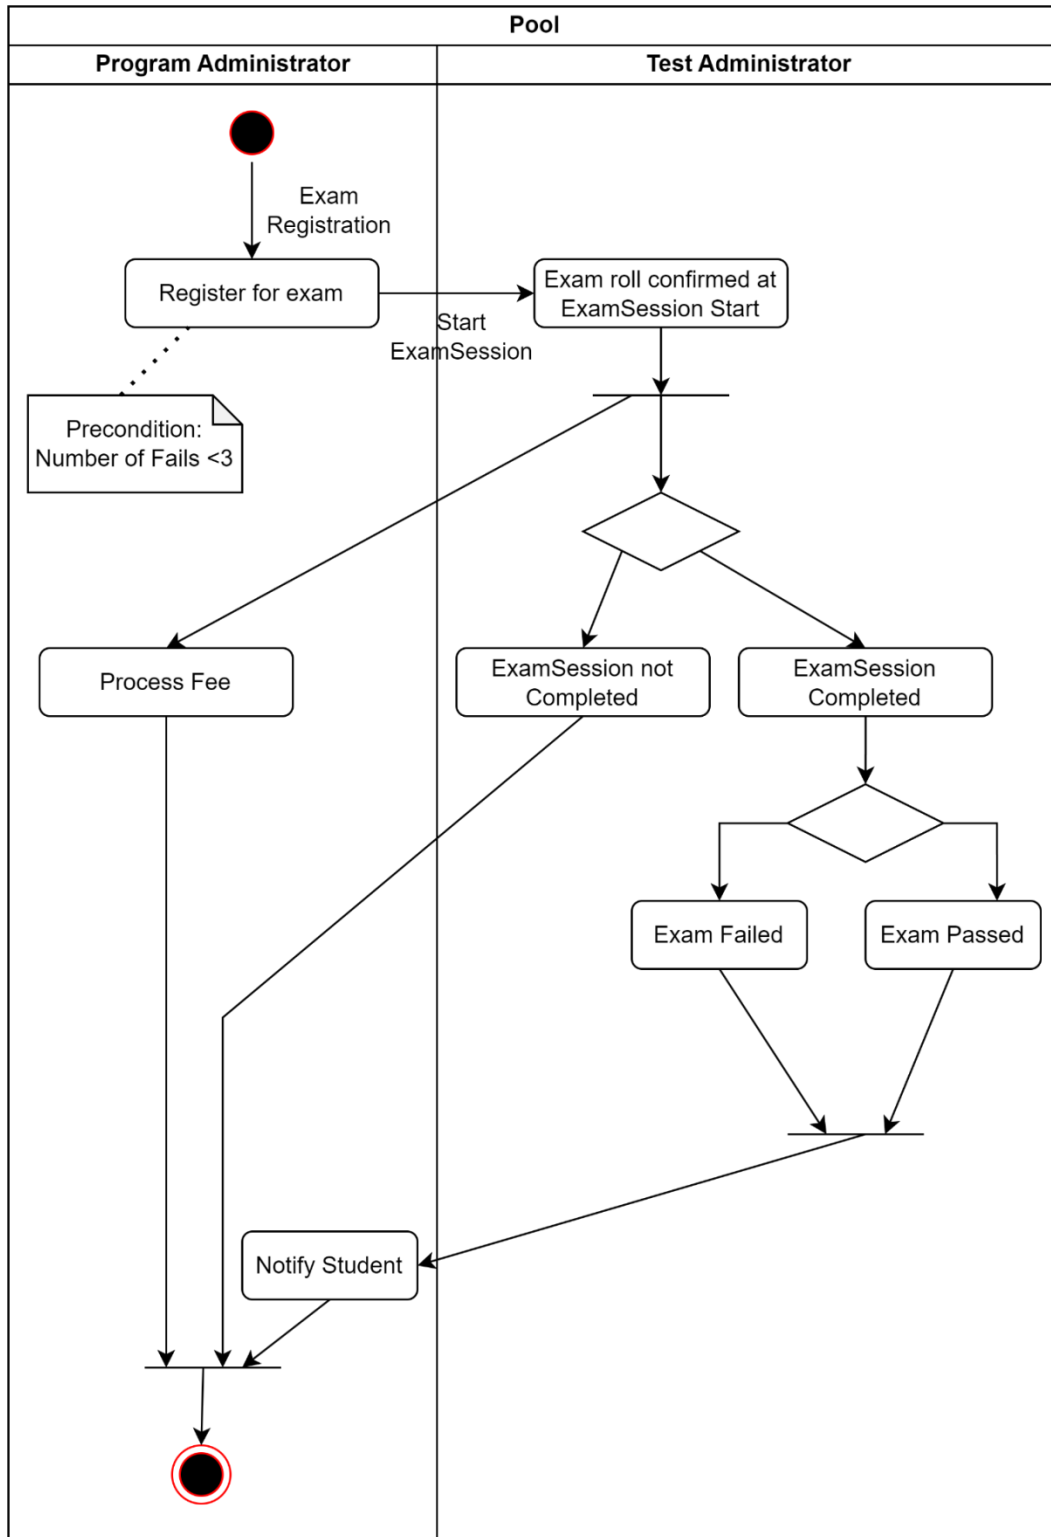 Pool
Program Administrator
Test Administrator
Exam
Registration
Register for exam
Exam roll confirmed at
ExamSession Start
Start
ExamSession
Precondition:
Number of Fails <3
Process Fee
ExamSession not
Completed
ExamSession
Completed
Exam Failed
Exam Passed
Notify Student